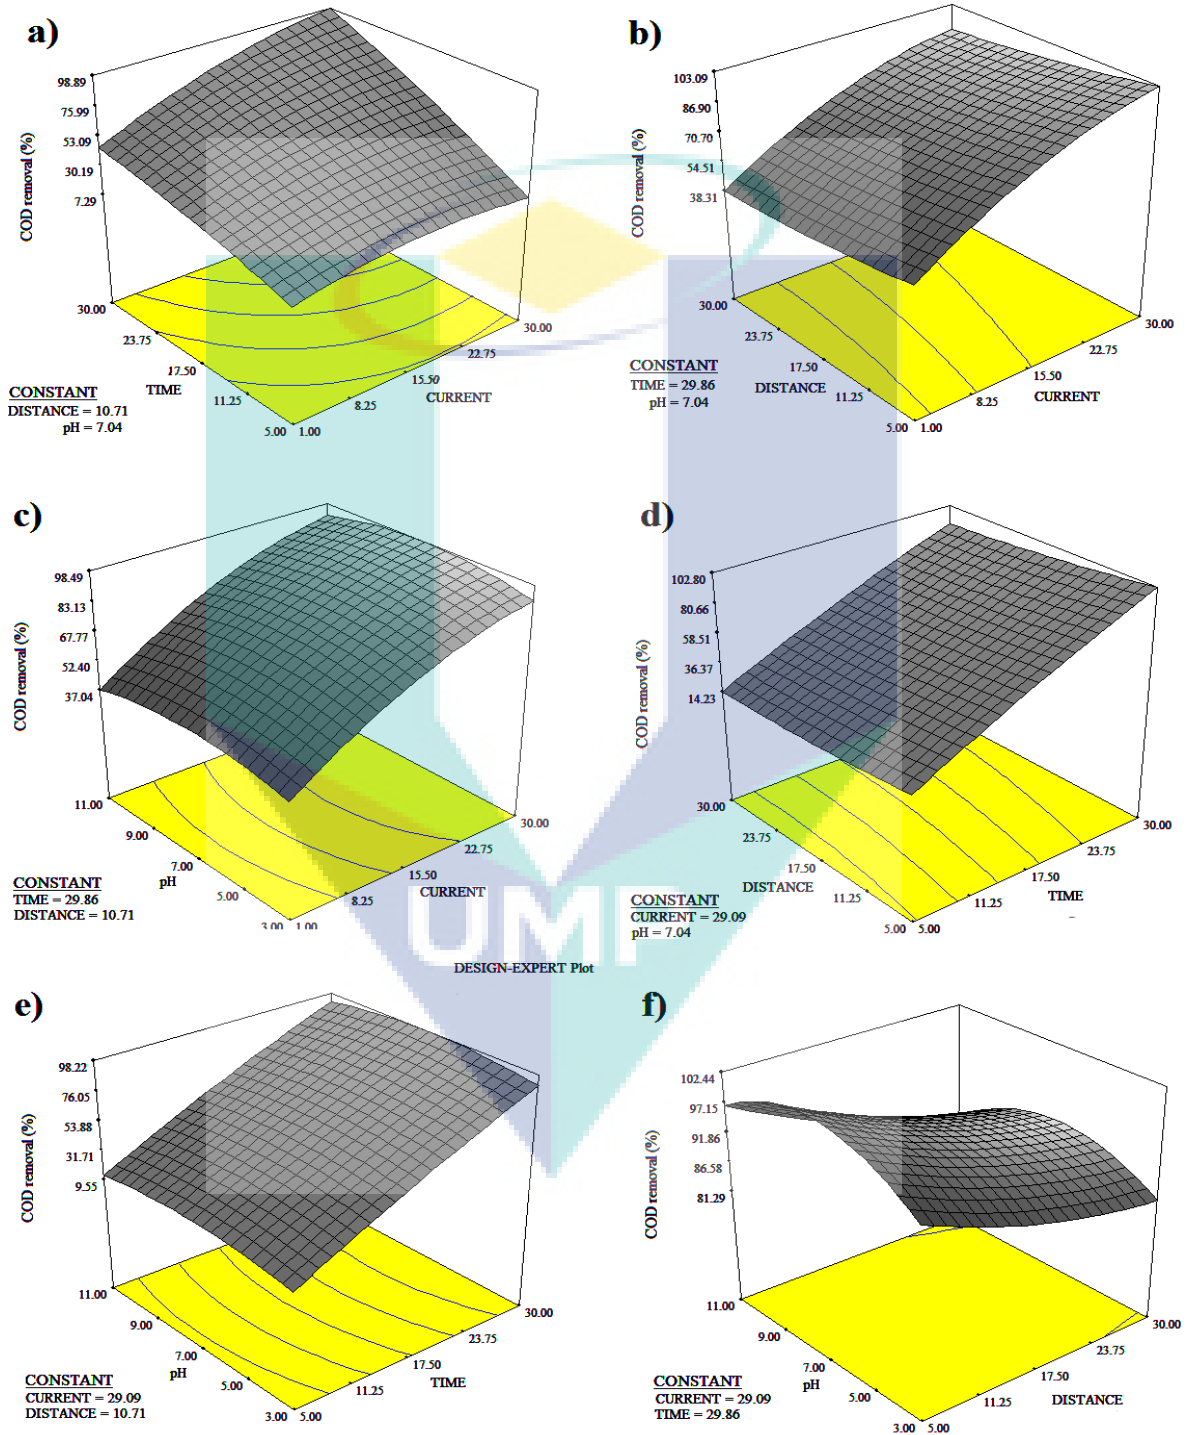 a)
98.89
75.99
53.09
30.19
7.29
COD removal (%)
30.00
23.75
17.50
11.25
5.00
TIME
1.00
8.25
15.50
22.75
30.00
CURRENT
CONSTANT
DISTANCE = 10.71
pH = 7.04
b)
103.09
86.90
70.70
54.51
38.31
COD removal (%)
30.00
23.75
17.50
11.25
5.00
DISTANCE
1.00
8.25
15.50
22.75
30.00
CURRENT
CONSTANT
TIME = 29.86
pH = 7.04
c)
98.49
83.13
67.77
52.40
37.04
COD removal (%)
11.00
9.00
7.00
5.00
3.00
pH
1.00
8.25
15.50
22.75
30.00
CURRENT
CONSTANT
TIME = 29.86
DISTANCE = 10.71
d)
102.80
80.66
58.51
36.37
14.23
COD removal (%)
30.00
23.75
17.50
11.25
5.00
DISTANCE
5.00
11.25
17.50
23.75
30.00
TIME
CONSTANT
CURRENT = 29.09
pH = 7.04
UMP
DESIGN-EXPERT Plot
e)
98.22
76.05
53.88
31.71
9.55
COD removal (%)
11.00
9.00
7.00
5.00
3.00
pH
5.00
11.25
17.50
23.75
30.00
TIME
CONSTANT
CURRENT = 29.09
DISTANCE = 10.71
f)
102.44
97.15
91.86
86.58
81.29
COD removal (%)
11.00
9.00
7.00
5.00
3.00
pH
5.00
11.25
17.50
23.75
30.00
DISTANCE
CONSTANT
CURRENT = 29.09
TIME = 29.86